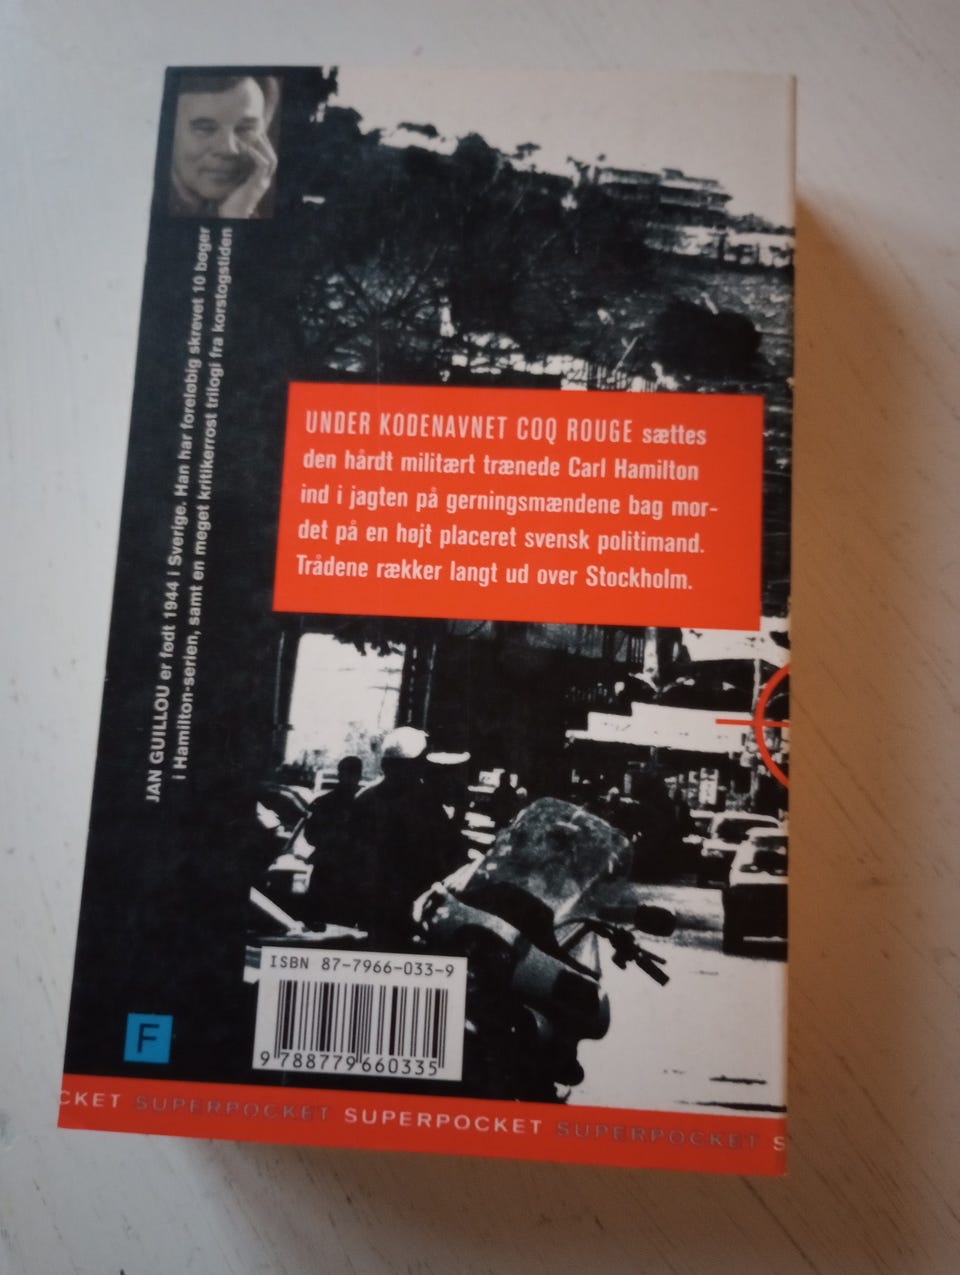 JAN GUILLOU er født 1944 i Sverige. Han har foreløbig skrevet 10 bøger
i Hamilton-serien, samt en meget kritikerrost trilogi fra korstogstiden
UNDER KODENAVNET COQ ROUGE sættes
den hårdt militært trænede Carl Hamilton
ind i jagten på gerningsmændene bag mor-
det på en højt placeret svensk politimand.
Trådene rækker langt ud over Stockholm.
ISBN 87-7966-033-9
9 788779 660335
F
CKET SUPERPOCKET SUPERPOCKET SUPERPOCKET S